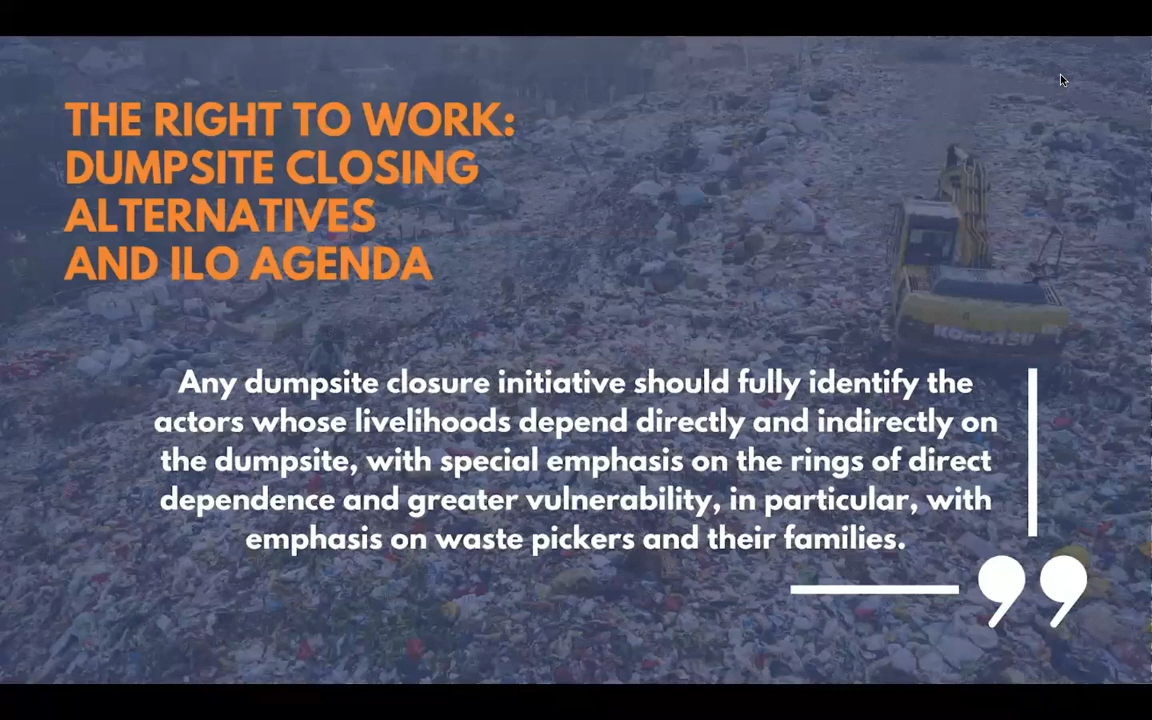 THE RIGHT TO WORK:
DUMPSITE CLOSING
ALTERNATIVES
AND ILO AGENDA
KOMATSU
Any dumpsite closure initiative should fully identify the
actors whose livelihoods depend directly and indirectly on
the dumpsite, with special emphasis on the rings of direct
dependence and greater vulnerability, in particular, with
emphasis on waste pickers and their families.
”